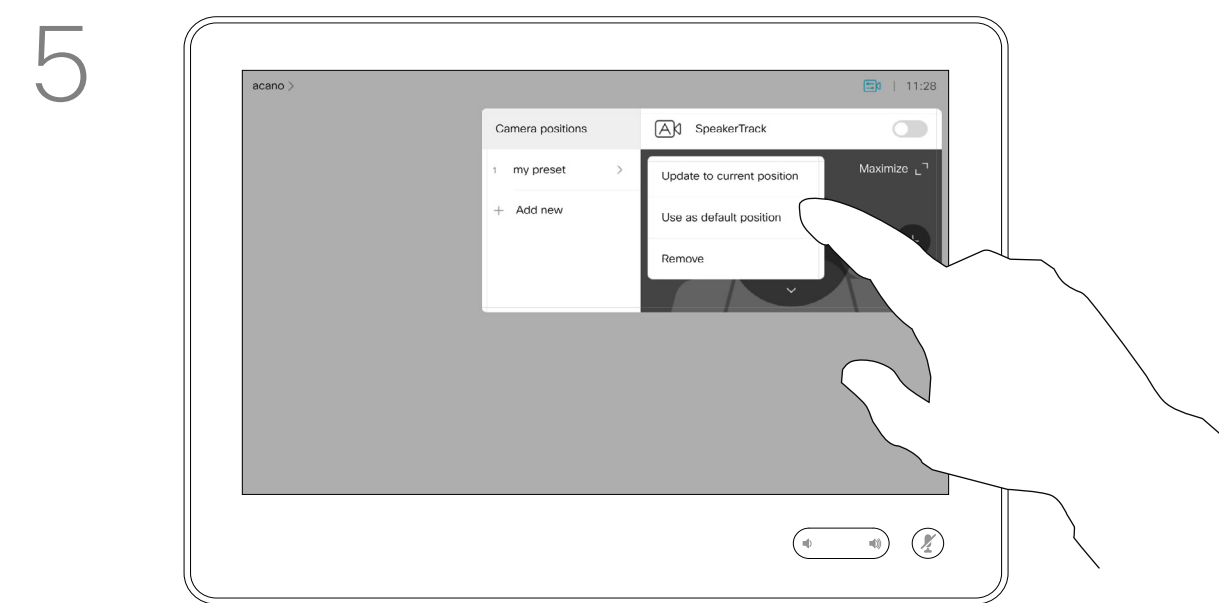 5
acano >
11:28
Camera positions
SpeakerTrack
1 my preset >
Maximize
Update to current position
+ Add new
Use as default position
Remove